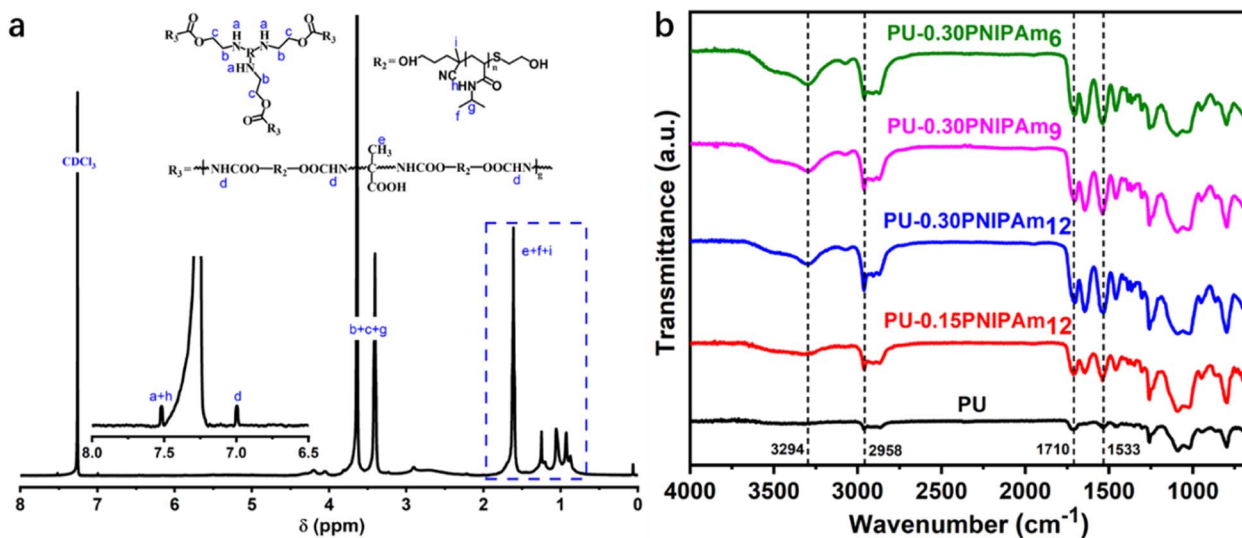 a
a
a
O
H
H
O
R3
O
c
N
R
N
c
O
R3
b
b
aHN
b
c
O
O
R3
CDCl3
R2=
OH
i
n
S
OH
CN
h
HN
O
g
f
e
CH3
R3=
NHCOO
R2
OOCHN
C
NHCOO
R2
OOCHN
g
d
d
COOH
d
b+c+g
e+f+i
a+h
d
8.0 7.5 7.0 6.5
8 7 6 5 4 3 2 1 0
δ (ppm)
b
Transmittance (a.u.)
PU-0.30PNIPAm6
PU-0.30PNIPAm9
PU-0.30PNIPAm12
PU-0.15PNIPAm12
PU
3294 2958 1710 1533
4000 3500 3000 2500 2000 1500 1000
Wavenumber (cm-1)